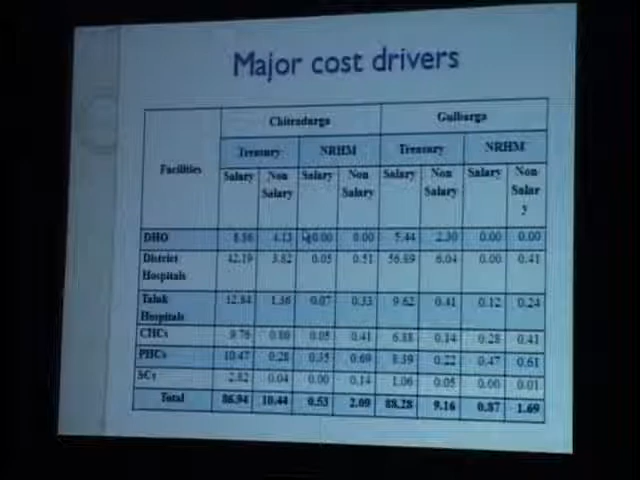 Major cost drivers
Facilities Chitradurga Gulbarga
Treasury NRHM Treasury NRHM
Salary Non Salary Salary Non Salary Salary Non Salary Salary Non Salar y
DHO 4.13 0.00 0.00 5.44 2.30 0.00 0.00
District Hospitals 42.19 3.82 0.05 0.51 56.89 6.04 0.00 0.41
Taluk Hospitals 12.84 1.36 0.07 0.33 9.62 0.41 0.12 0.24
CHCs 9.76 0.80 0.05 0.41 6.88 0.14 0.28 0.41
PHCs 10.47 0.28 0.35 0.69 8.39 0.22 0.47 0.61
SCs 2.82 0.04 0.00 0.14 1.06 0.05 0.00 0.01
Total 86.94 10.44 0.53 2.09 88.28 9.16 0.87 1.69